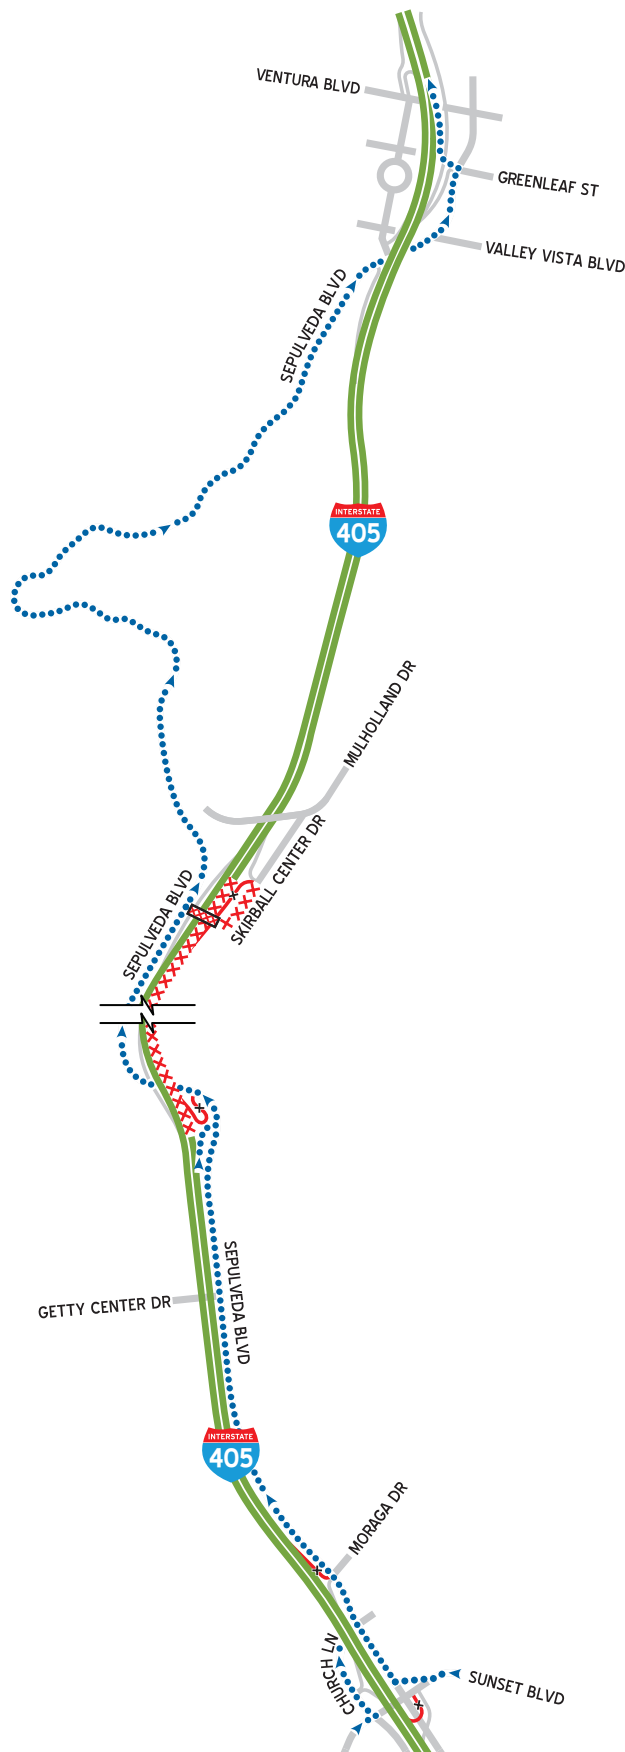 VENTURA BLVD
GREENLEAF ST
VALLEY VISTA BLVD
SEPULVEDA BLVD
INTERSTATE
405
MULHOLLAND DR
SKIRBALL CENTER DR
SEPULVEDA BLVD
SEPULVEDA BLVD
GETTY CENTER DR
INTERSTATE
405
MORAGA DR
CHURCH LN
SUNSET BLVD